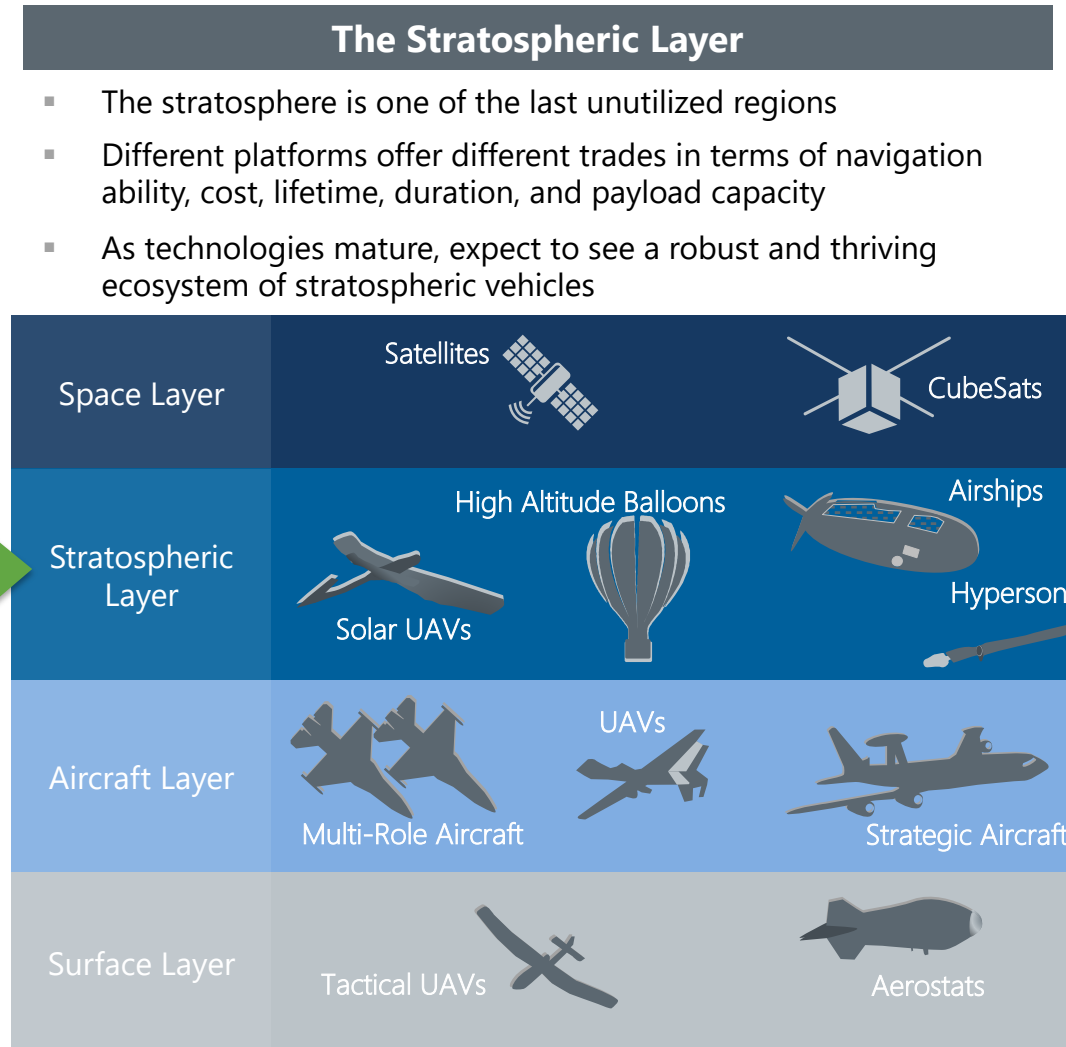 The Stratospheric Layer
▪ The stratosphere is one of the last unutilized regions
▪ Different platforms offer different trades in terms of navigation
ability, cost, lifetime, duration, and payload capacity
▪ As technologies mature, expect to see a robust and thriving
ecosystem of stratospheric vehicles
Space Layer
Satellites
CubeSats
Stratospheric
Layer
High Altitude Balloons
Airships
Solar UAVs
Hyperson
Aircraft Layer
UAVs
Multi-Role Aircraft
Strategic Aircraft
Surface Layer
Tactical UAVs
Aerostats